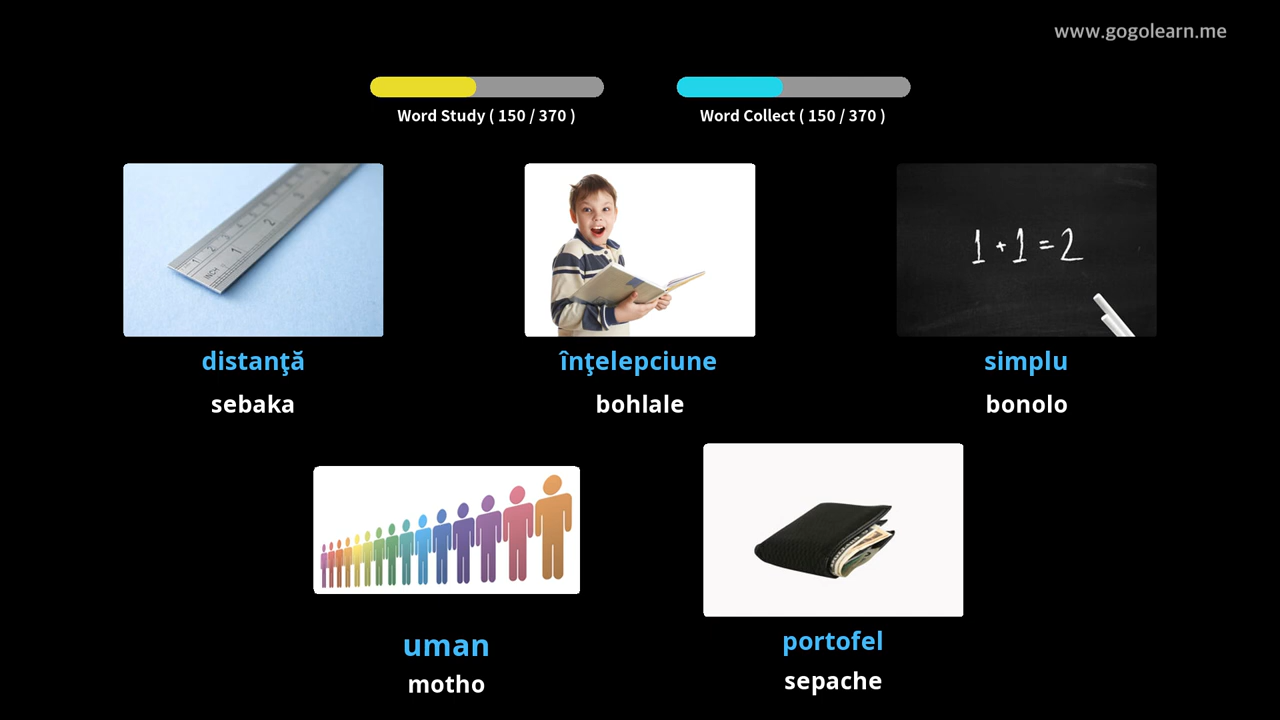 www.gogolearn.me
Word Study ( 150 / 370 )
Word Collect ( 150 / 370 )
1 + 1 = 2
distanţă
sebaka
înţelepciune
bohlale
simplu
bonolo
uman
motho
portofel
sepache